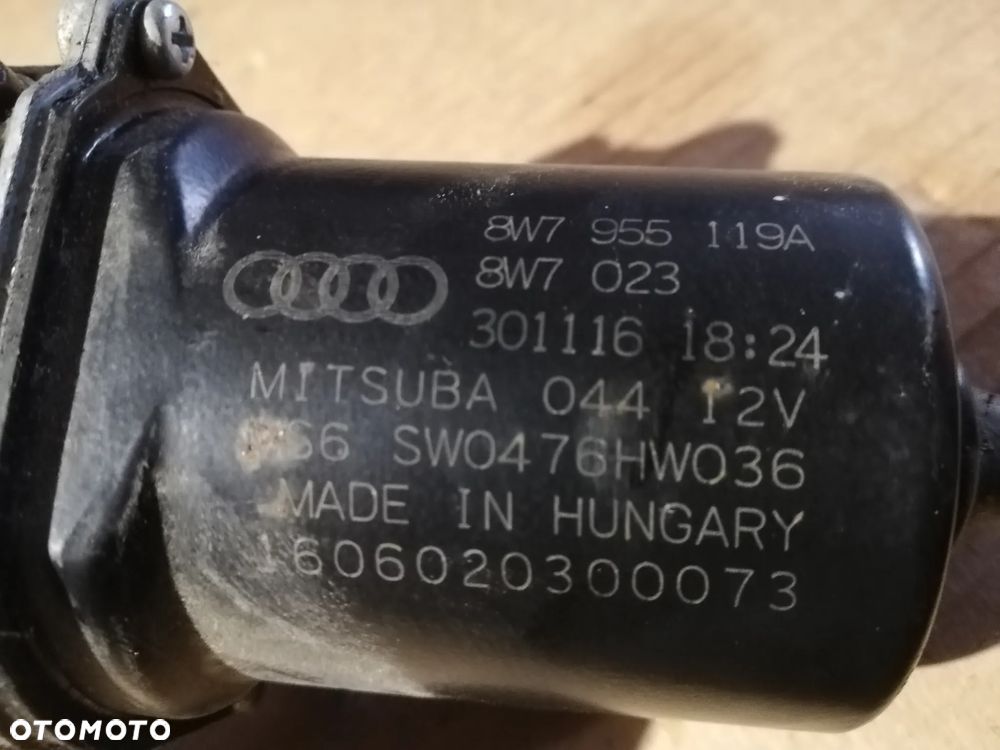 8W7 955 119A
8W7 023
301116 18:24
MITSUBA 044 12V
SW0476HW036
MADE IN HUNGARY
1606020300073
OTOMOTO